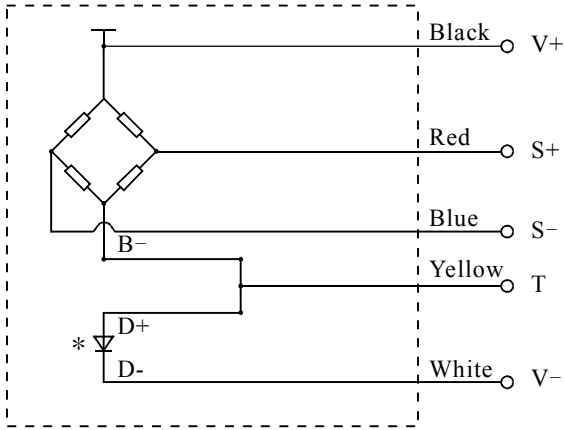 Black V+
Red S+
Blue S−
B−
Yellow T
D+
*
D-
White V−